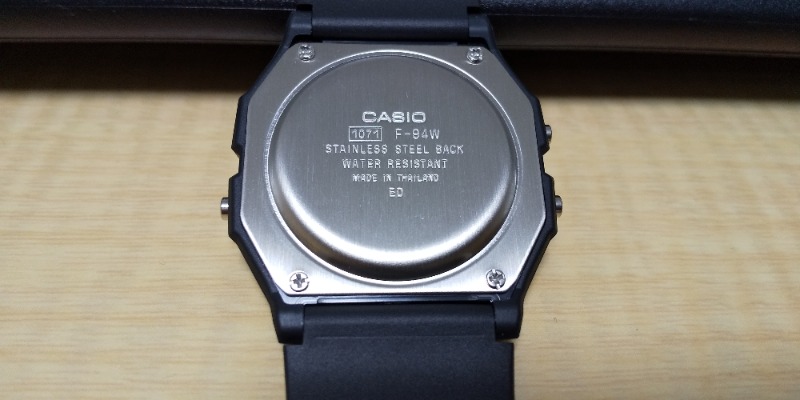 CASIO
1071 F-94W
STAINLESS STEEL BACK
WATER RESISTANT
MADE IN THAILAND
ED